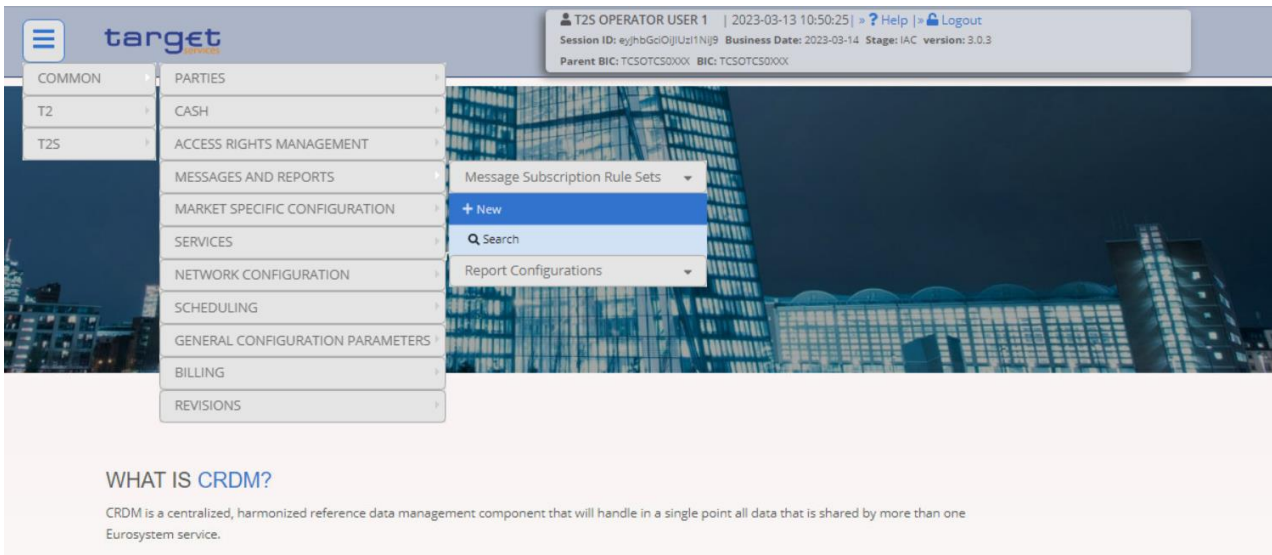 T2S OPERATOR USER 1 | 2023-03-13 10:50:25| » ? Help |» Logout
Session ID: eyJhbGciOiJIUzI1NiJ9 Business Date: 2023-03-14 Stage: IAC version: 3.0.3
Parent BIC: TCSOTCS0XXX BIC: TCSOTCS0XXX
target
services
COMMON
T2
T2S
PARTIES
CASH
ACCESS RIGHTS MANAGEMENT
MESSAGES AND REPORTS
MARKET SPECIFIC CONFIGURATION
SERVICES
NETWORK CONFIGURATION
SCHEDULING
GENERAL CONFIGURATION PARAMETERS
BILLING
REVISIONS
Message Subscription Rule Sets
+ New
Search
Report Configurations
WHAT IS CRDM?
CRDM is a centralized, harmonized reference data management component that will handle in a single point all data that is shared by more than one
Eurosystem service.